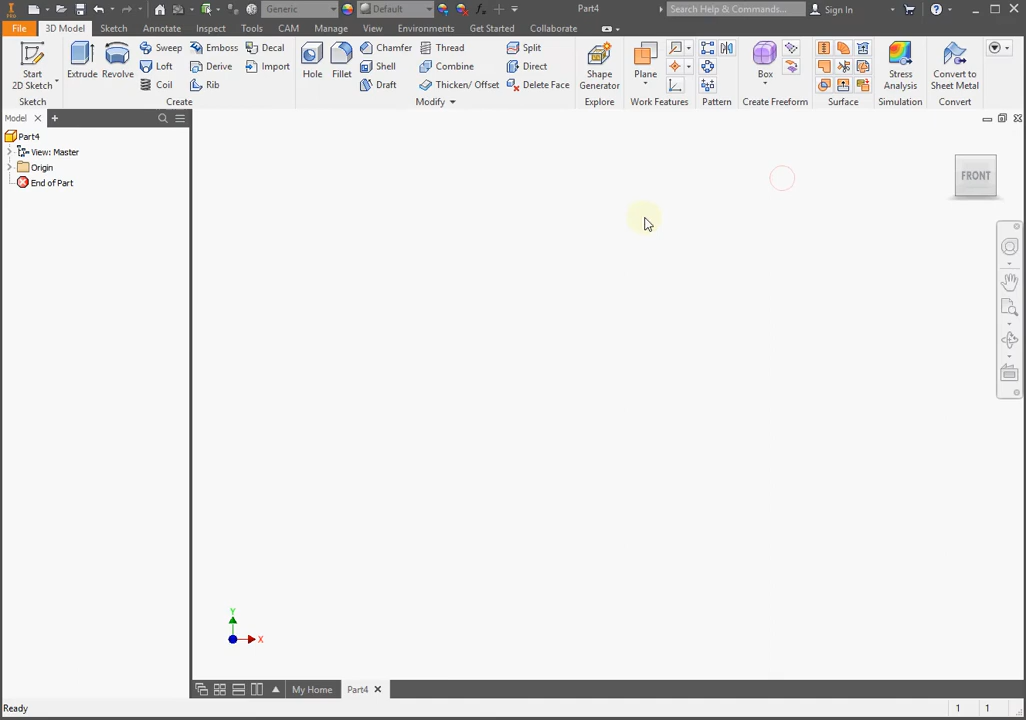 PRO Generic Default Part4 Search Help & Commands... Sign In
File 3D Model Sketch Annotate Inspect Tools CAM Manage View Environments Get Started Collaborate
Start 2D Sketch Extrude Revolve Sweep Emboss Decal Hole Fillet Chamfer Thread Split Shape Generator Plane Box Stress Analysis Convert to Sheet Metal
Loft Derive Import Shell Combine Direct
Coil Rib Draft Thicken/ Offset Delete Face
Sketch Create Modify Explore Work Features Pattern Create Freeform Surface Simulation Convert
Model
Part4
View: Master
Origin
End of Part
FRONT
Y
X
My Home Part4
Ready 1 1